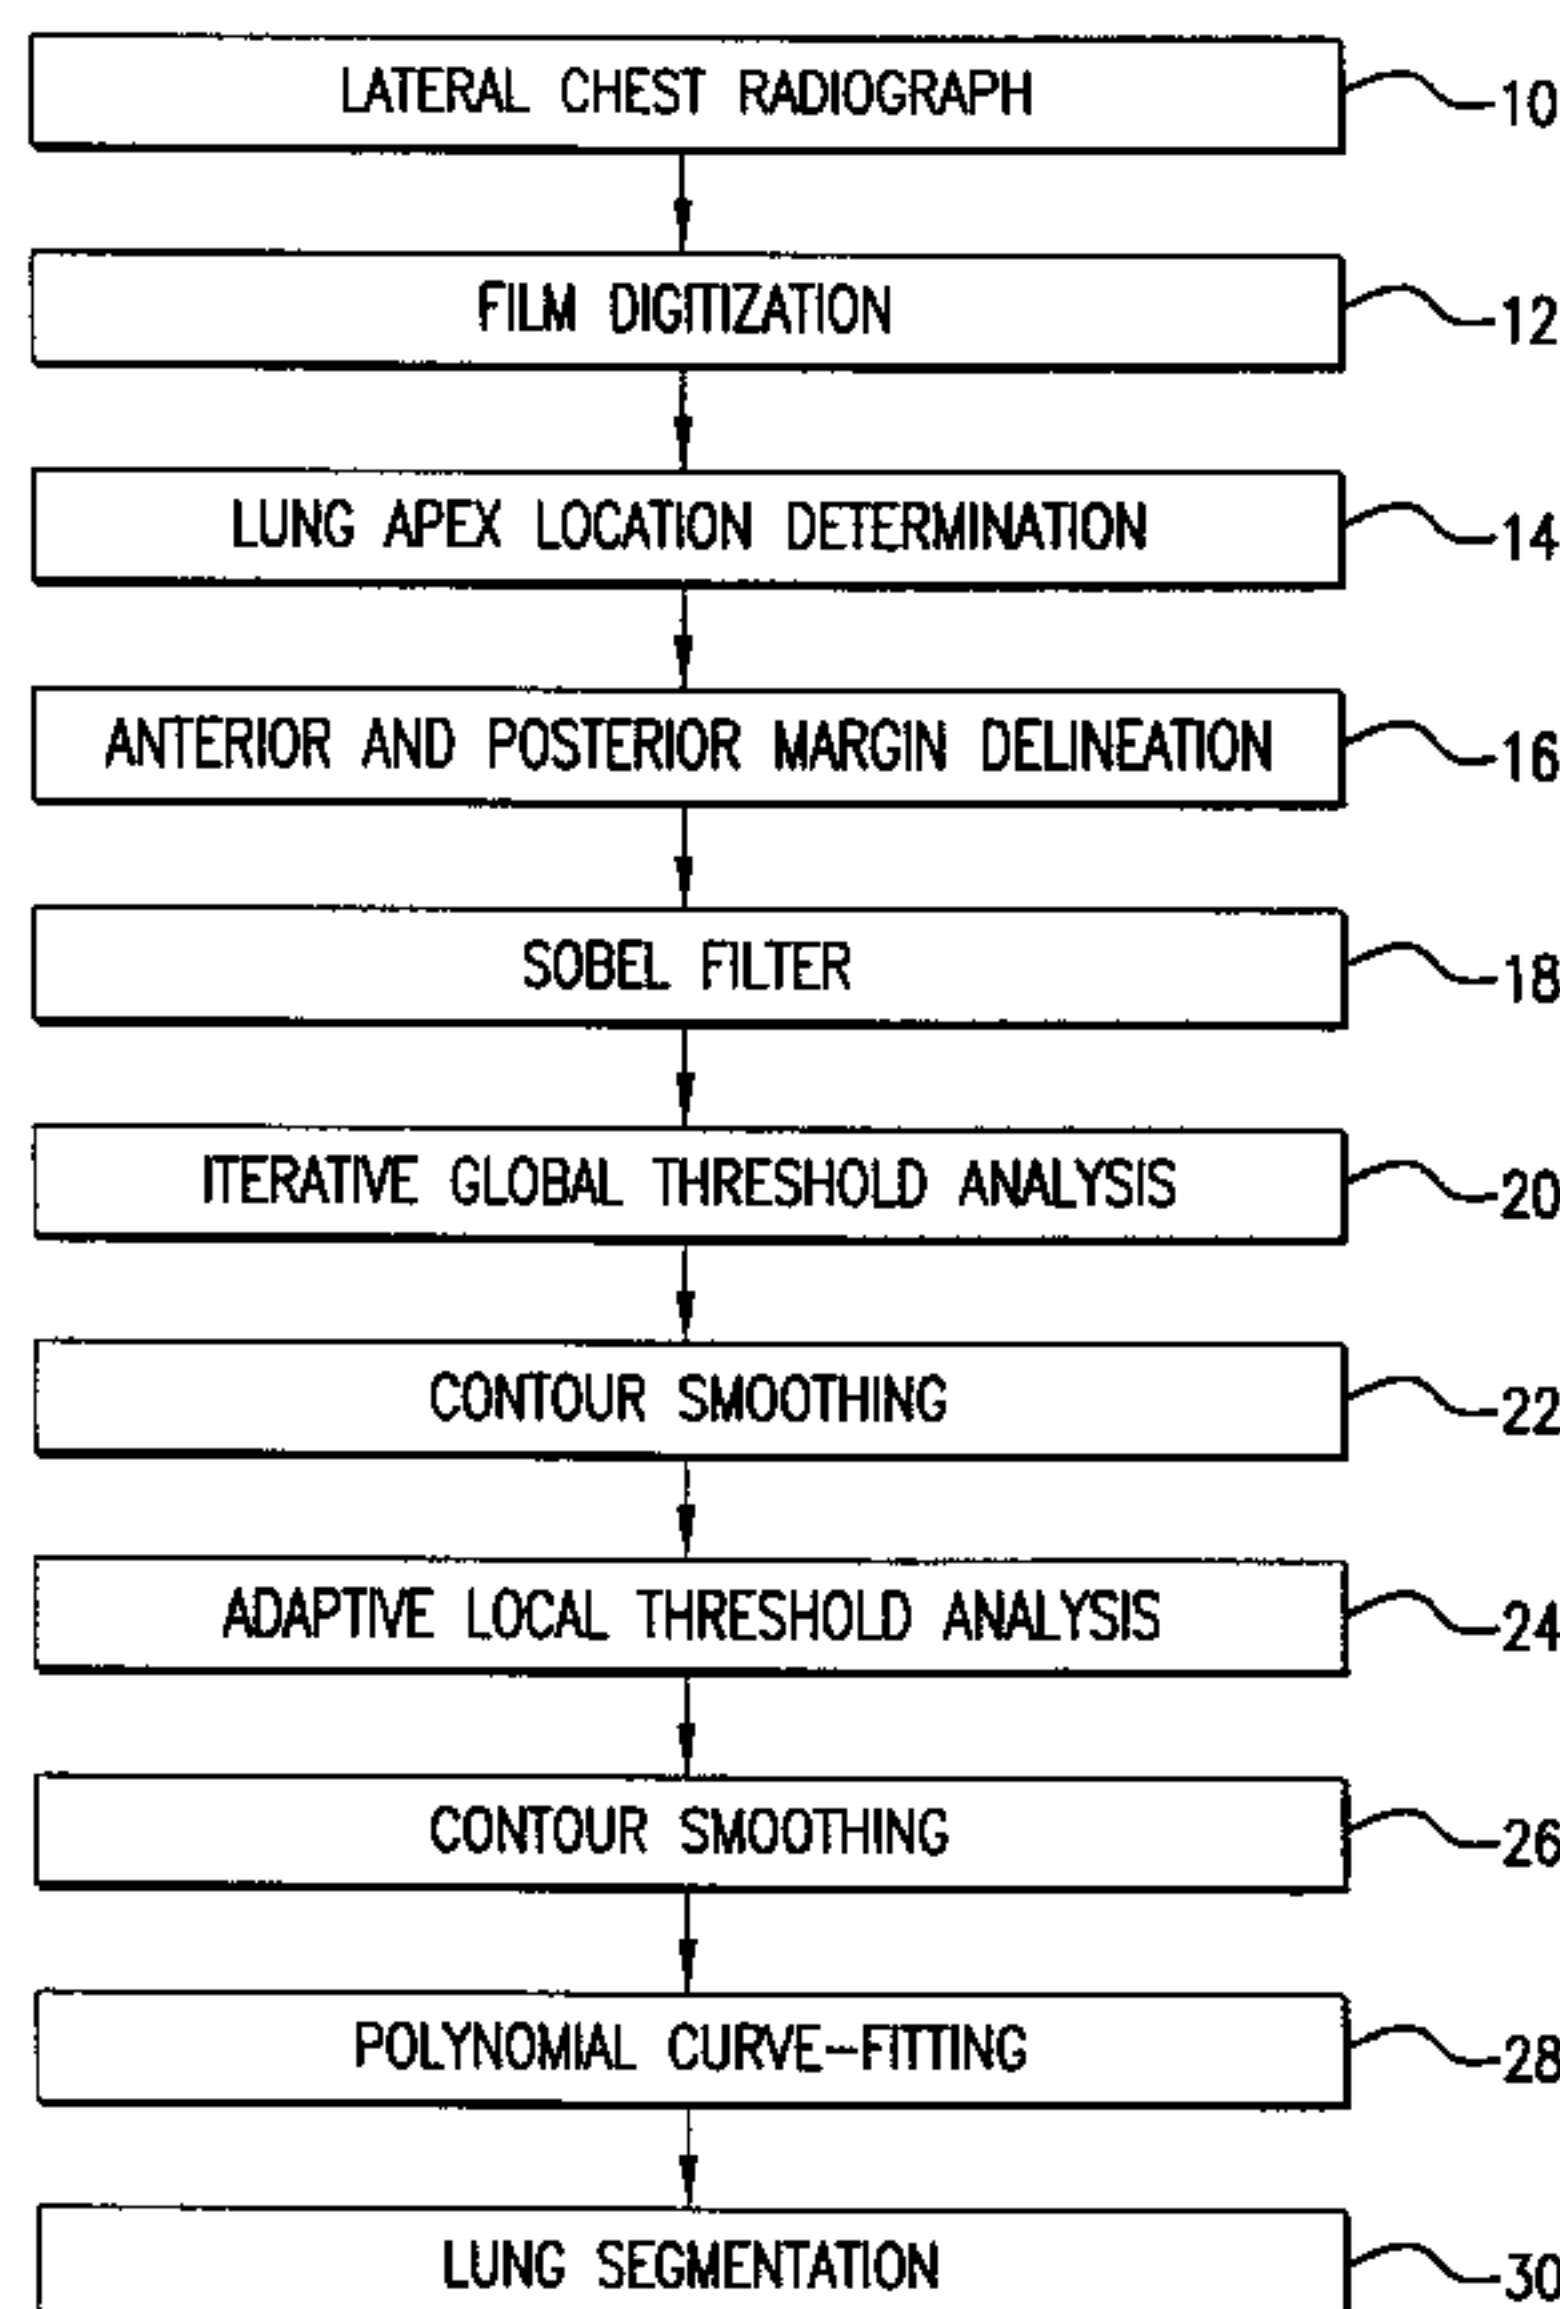 LATERAL CHEST RADIOGRAPH 10
FILM DIGITIZATION 12
LUNG APEX LOCATION DETERMINATION 14
ANTERIOR AND POSTERIOR MARGIN DELINEATION 16
SOBEL FILTER 18
ITERATIVE GLOBAL THRESHOLD ANALYSIS 20
CONTOUR SMOOTHING 22
ADAPTIVE LOCAL THRESHOLD ANALYSIS 24
CONTOUR SMOOTHING 26
POLYNOMIAL CURVE-FITTING 28
LUNG SEGMENTATION 30